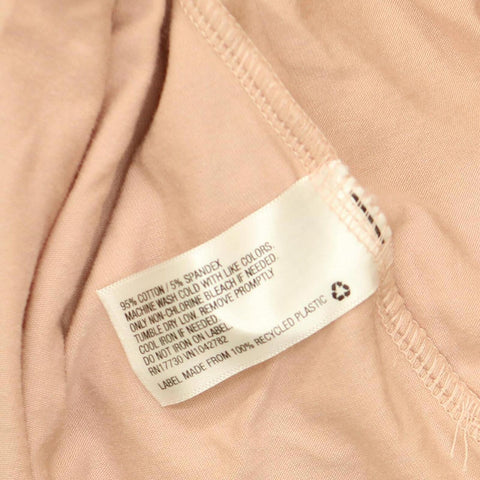 95% COTTON / 5% SPANDEX
MACHINE WASH COLD WITH LIKE COLORS.
ONLY NON-CHLORINE BLEACH IF NEEDED.
TUMBLE DRY LOW. REMOVE PROMPTLY
COOL IRON IF NEEDED.
DO NOT IRON ON LABEL.
RN17730 VN1042782
LABEL MADE FROM 100% RECYCLED PLASTIC